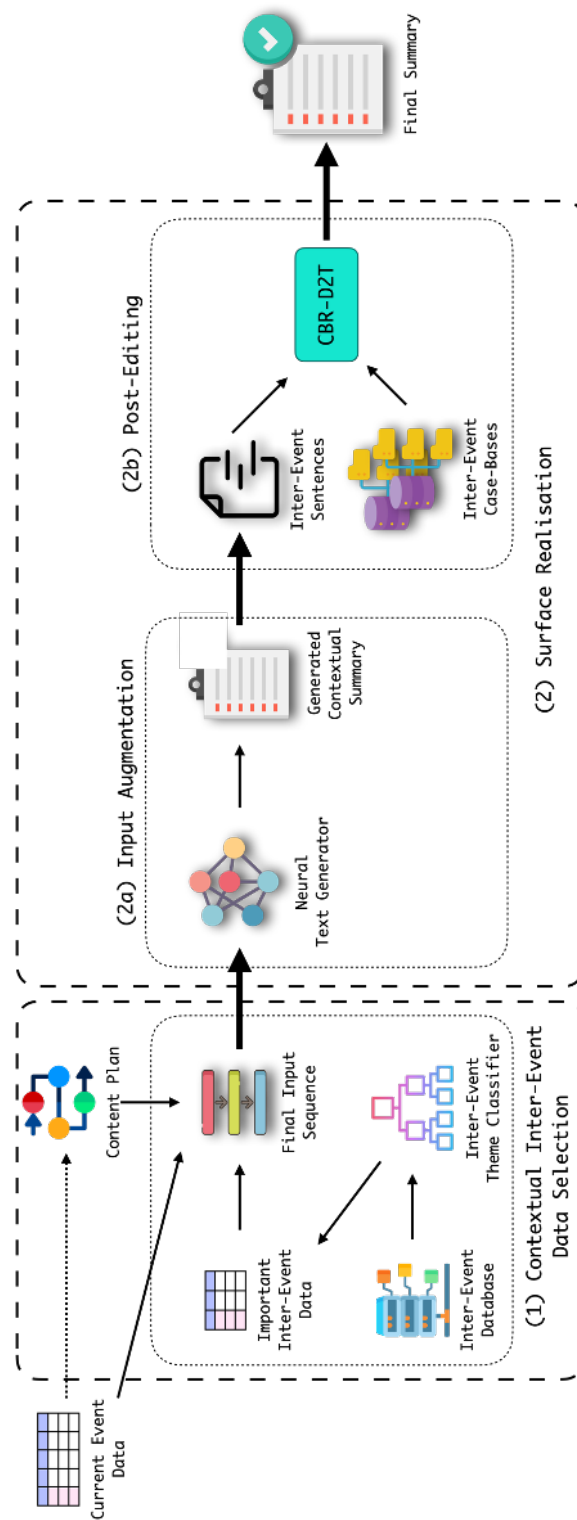 Current Event
Data
Content Plan
Important
Inter-Event
Data
Final Input
Sequence
Inter-Event
Database
Inter-Event
Theme Classifier
(1) Contextual Inter-Event
Data Selection
(2a) Input Augmentation
Neural
Text Generator
Generated
Contextual
Summary
(2b) Post-Editing
Inter-Event
Sentences
Inter-Event
Case-Bases
CBR-D2T
(2) Surface Realisation
Final Summary